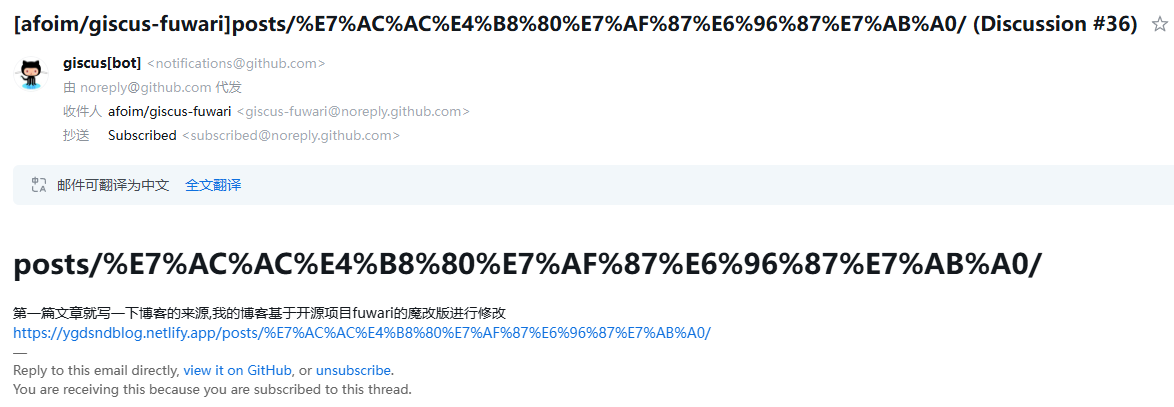 [afoim/giscus-fuwari]posts/%E7%AC%AC%E4%B8%80%E7%AF%87%E6%96%87%E7%AB%A0/ (Discussion #36)
giscus[bot] <notifications@github.com>
由 noreply@github.com 代发
收件人 afoim/giscus-fuwari <giscus-fuwari@noreply.github.com>
抄送 Subscribed <subscribed@noreply.github.com>
邮件可翻译为中文 全文翻译
posts/%E7%AC%AC%E4%B8%80%E7%AF%87%E6%96%87%E7%AB%A0/
第一篇文章就写一下博客的来源,我的博客基于开源项目fuwari的魔改版进行修改
https://ygdsndblog.netlify.app/posts/%E7%AC%AC%E4%B8%80%E7%AF%87%E6%96%87%E7%AB%A0/
—
Reply to this email directly, view it on GitHub, or unsubscribe.
You are receiving this because you are subscribed to this thread.